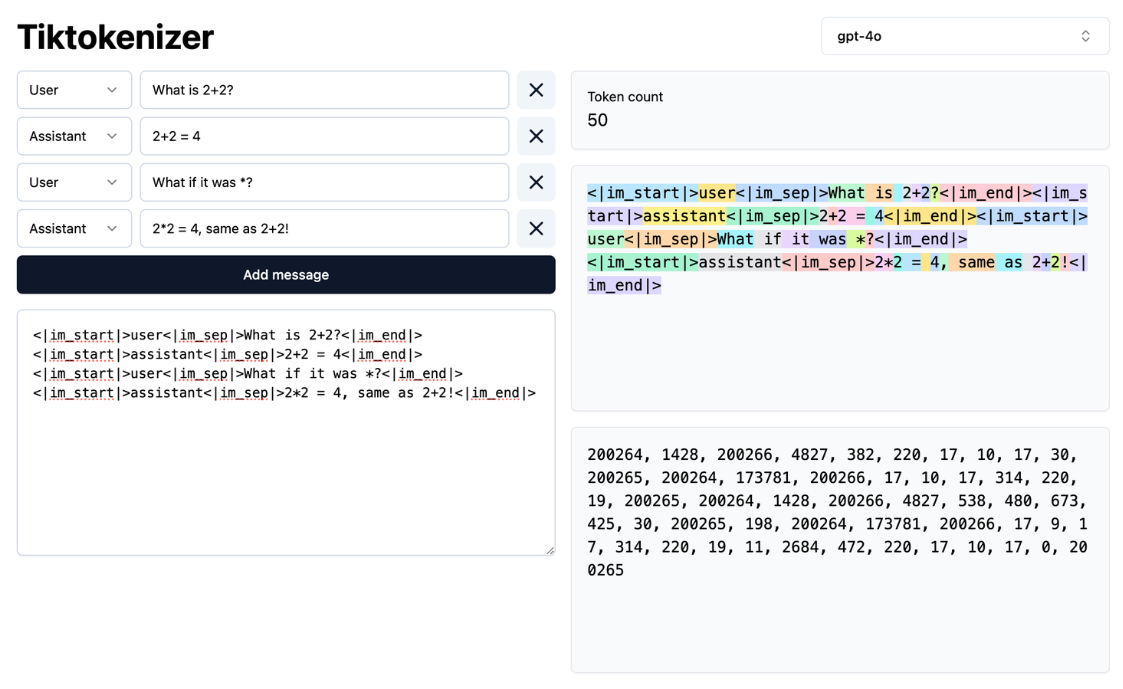 Tiktokenizer
gpt-4o
User
What is 2+2?
Assistant
2+2 = 4
User
What if it was *?
Assistant
2*2 = 4, same as 2+2!
Add message
<|im_start|>user<|im_sep|>What is 2+2?<|im_end|>
<|im_start|>assistant<|im_sep|>2+2 = 4<|im_end|>
<|im_start|>user<|im_sep|>What if it was *?<|im_end|>
<|im_start|>assistant<|im_sep|>2*2 = 4, same as 2+2!<|im_end|>
Token count
50
<|im_start|>user<|im_sep|>What is 2+2?<|im_end|><|im_s
tart|>assistant<|im_sep|>2+2 = 4<|im_end|><|im_start|>
user<|im_sep|>What if it was *?<|im_end|>
<|im_start|>assistant<|im_sep|>2*2 = 4, same as 2+2!<|
im_end|>
200264, 1428, 200266, 4827, 382, 220, 17, 10, 17, 30,
200265, 200264, 173781, 200266, 17, 10, 17, 314, 220,
19, 200265, 200264, 1428, 200266, 4827, 538, 480, 673,
425, 30, 200265, 198, 200264, 173781, 200266, 17, 9, 1
7, 314, 220, 19, 11, 2684, 472, 220, 17, 10, 17, 0, 20
0265